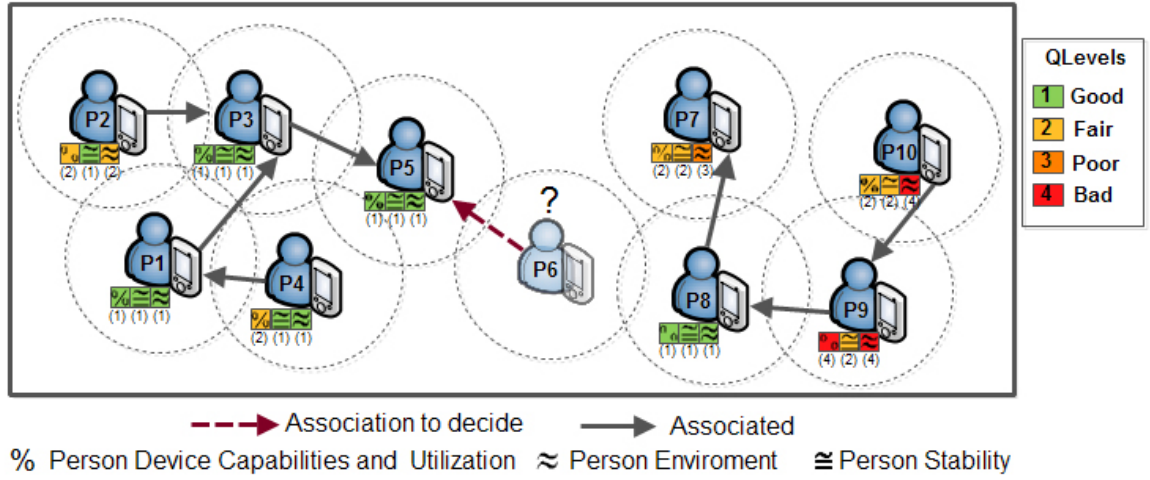 P2
P3
P5
P7
P10
(2) (1) (2)
(1) (1) (1)
(1) (1) (1)
(2) (2) (3)
(2) (2) (4)
?
P1
P4
P6
P8
P9
(1) (1) (1)
(2) (1) (1)
(1) (1) (1)
(4) (2) (4)
QLevels
1 Good
2 Fair
3 Poor
4 Bad
Association to decide
Associated
% Person Device Capabilities and Utilization ≈ Person Enviroment ≅ Person Stability